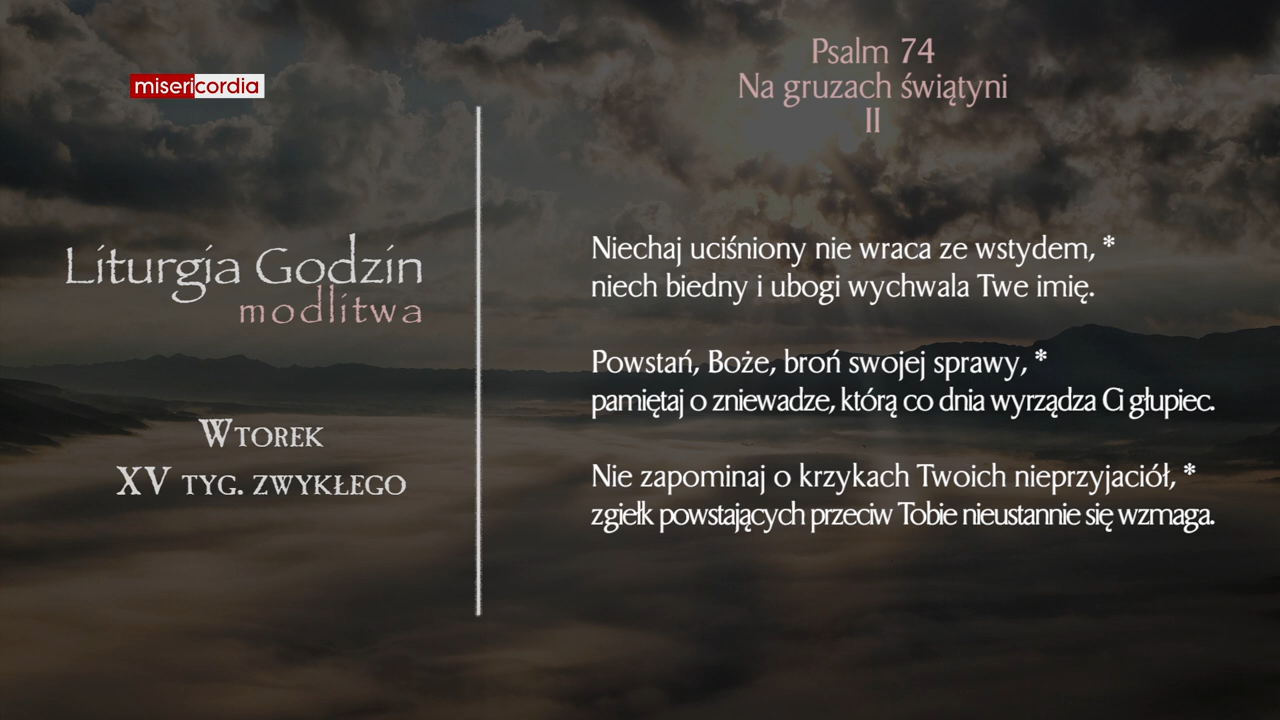 misericordia
Liturgia Godzin
modlitwa
Wtorek
XV tyg. zwykłego
Psalm 74
Na gruzach świątyni
II
Niechaj uciśniony nie wraca ze wstydem, *
niech biedny i ubogi wychwala Twe imię.
Powstań, Boże, broń swojej sprawy, *
pamiętaj o zniewadze, którą co dnia wyrządza Ci głupiec.
Nie zapominaj o krzykach Twoich nieprzyjaciół, *
zgiełk powstających przeciw Tobie nieustannie się wzmaga.